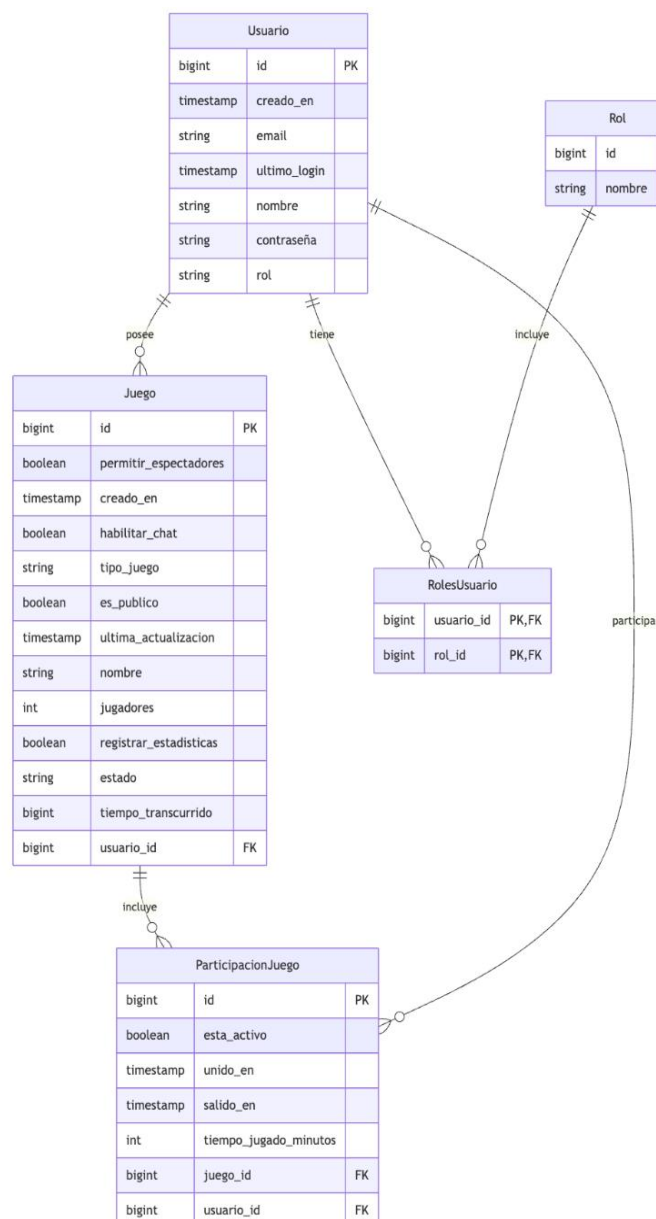 Usuario
bigint id PK
timestamp creado_en
string email
timestamp ultimo_login
string nombre
string contraseña
string rol
Rol
bigint id
string nombre
posee
tiene
incluye
Juego
bigint id PK
boolean permitir_espectadores
timestamp creado_en
boolean habilitar_chat
string tipo_juego
boolean es_publico
timestamp ultima_actualizacion
string nombre
int jugadores
boolean registrar_estadisticas
string estado
bigint tiempo_transcurrido
bigint usuario_id FK
RolesUsuario
bigint usuario_id PK,FK
bigint rol_id PK,FK
participa
incluye
ParticipacionJuego
bigint id PK
boolean esta_activo
timestamp unido_en
timestamp salido_en
int tiempo_jugado_minutos
bigint juego_id FK
bigint usuario_id FK